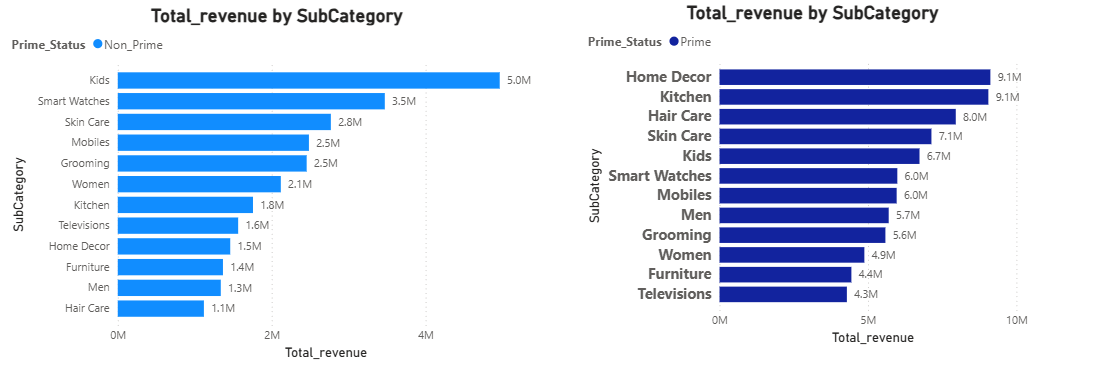 Total_revenue by SubCategory
Prime_Status Non_Prime
SubCategory
Kids 5.0M
Smart Watches 3.5M
Skin Care 2.8M
Mobiles 2.5M
Grooming 2.5M
Women 2.1M
Kitchen 1.8M
Televisions 1.6M
Home Decor 1.5M
Furniture 1.4M
Men 1.3M
Hair Care 1.1M
0M 2M 4M
Total_revenue
Total_revenue by SubCategory
Prime_Status Prime
SubCategory
Home Decor 9.1M
Kitchen 9.1M
Hair Care 8.0M
Skin Care 7.1M
Kids 6.7M
Smart Watches 6.0M
Mobiles 6.0M
Men 5.7M
Grooming 5.6M
Women 4.9M
Furniture 4.4M
Televisions 4.3M
0M 5M 10M
Total_revenue